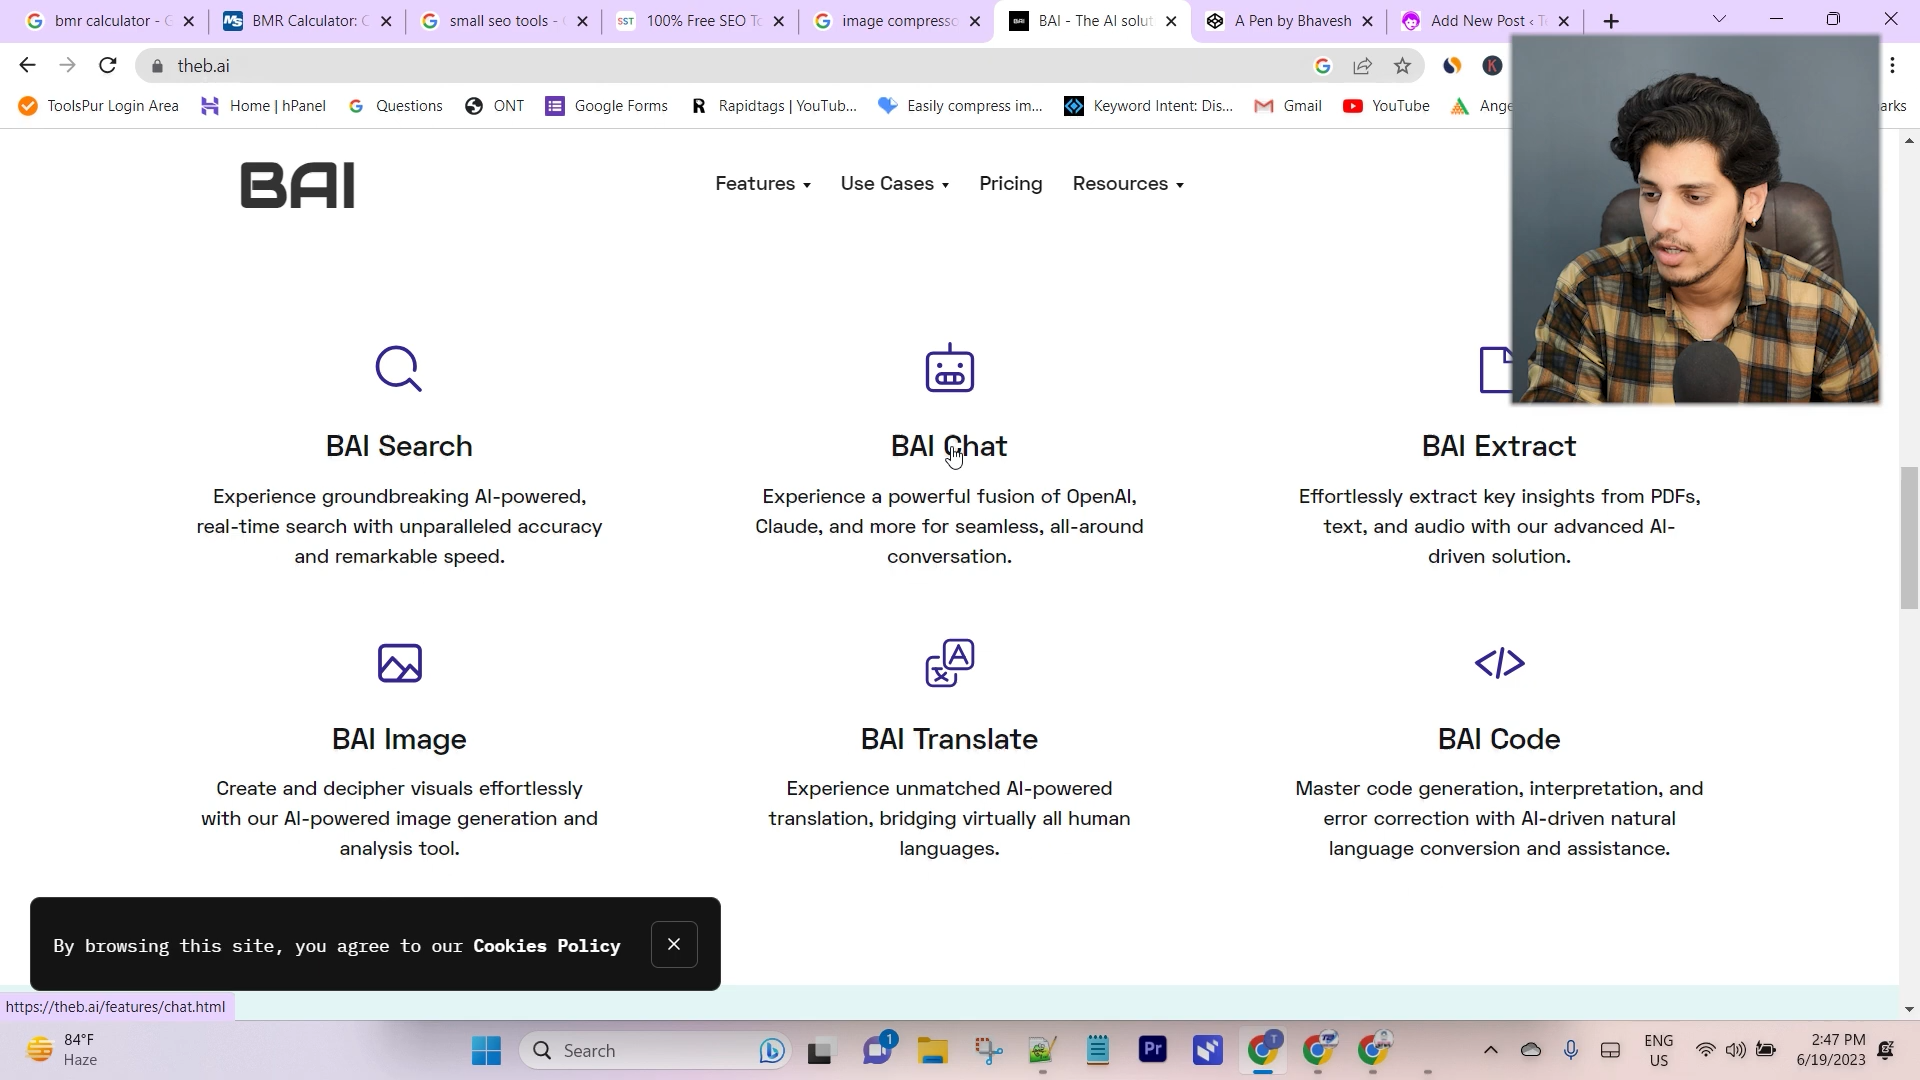 bmr calculator - G
BMR Calculator: C
small seo tools -
SST 100% Free SEO To
image compresso
BAI - The AI solut
A Pen by Bhavesh
Add New Post ‹ T
theb.ai
ToolsPur Login Area
Home | hPanel
Questions
ONT
Google Forms
Rapidtags | YouTub...
Easily compress im...
Keyword Intent: Dis...
Gmail
YouTube
Ange
arks
BAI
Features
Use Cases
Pricing
Resources
BAI Search
Experience groundbreaking AI-powered,
real-time search with unparalleled accuracy
and remarkable speed.
BAI Chat
Experience a powerful fusion of OpenAI,
Claude, and more for seamless, all-around
conversation.
BAI Extract
Effortlessly extract key insights from PDFs,
text, and audio with our advanced AI-
driven solution.
BAI Image
Create and decipher visuals effortlessly
with our AI-powered image generation and
analysis tool.
BAI Translate
Experience unmatched AI-powered
translation, bridging virtually all human
languages.
BAI Code
Master code generation, interpretation, and
error correction with AI-driven natural
language conversion and assistance.
By browsing this site, you agree to our Cookies Policy
https://theb.ai/features/chat.html
84°F
Haze
Search
1
Pr
ENG
US
2:47 PM
6/19/2023